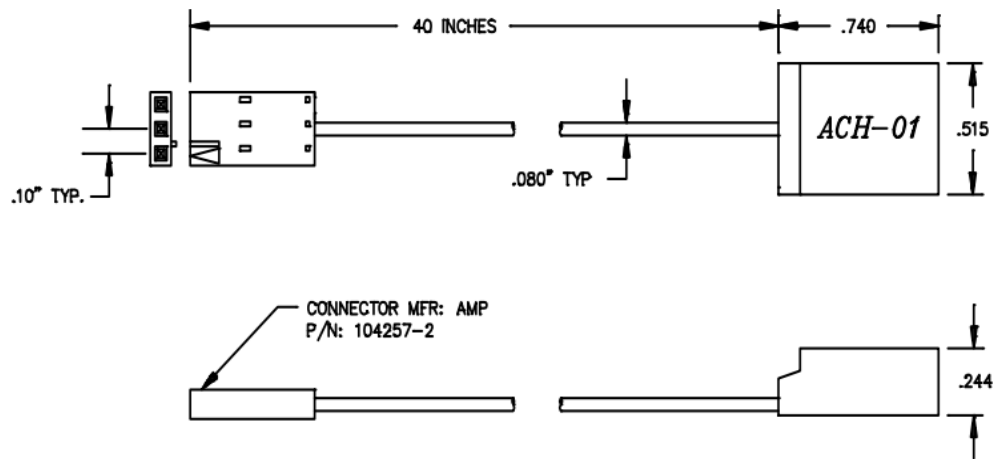 40 INCHES
.740
ACH-01
.515
.10" TYP.
.080" TYP
CONNECTOR MFR: AMP
P/N: 104257-2
.244